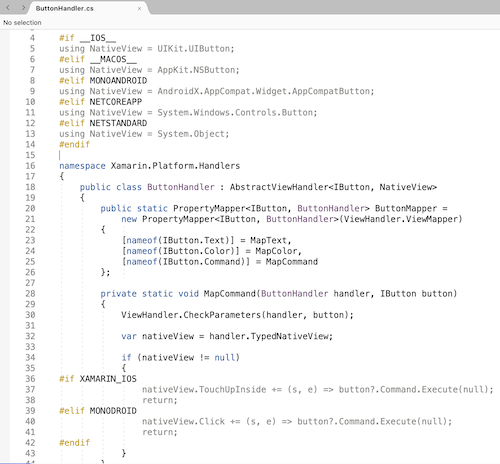 ButtonHandler.cs
No selection
4 #if __IOS__
5 using NativeView = UIKit.UIButton;
6 #elif __MACOS__
7 using NativeView = AppKit.NSButton;
8 #elif MONOANDROID
9 using NativeView = AndroidX.AppCompat.Widget.AppCompatButton;
10 #elif NETCOREAPP
11 using NativeView = System.Windows.Controls.Button;
12 #elif NETSTANDARD
13 using NativeView = System.Object;
14 #endif
15
16 namespace Xamarin.Platform.Handlers
17 {
18 public class ButtonHandler : AbstractViewHandler<IButton, NativeView>
19 {
20 public static PropertyMapper<IButton, ButtonHandler> ButtonMapper =
21 new PropertyMapper<IButton, ButtonHandler>(ViewHandler.ViewMapper)
22 {
23 [nameof(IButton.Text)] = MapText,
24 [nameof(IButton.Color)] = MapColor,
25 [nameof(IButton.Command)] = MapCommand
26 };
27
28 private static void MapCommand(ButtonHandler handler, IButton button)
29 {
30 ViewHandler.CheckParameters(handler, button);
31
32 var nativeView = handler.TypedNativeView;
33
34 if (nativeView != null)
35 {
36 #if XAMARIN_IOS
37 nativeView.TouchUpInside += (s, e) => button?.Command.Execute(null);
38 return;
39 #elif MONODROID
40 nativeView.Click += (s, e) => button?.Command.Execute(null);
41 return;
42 #endif
43 }
44 }